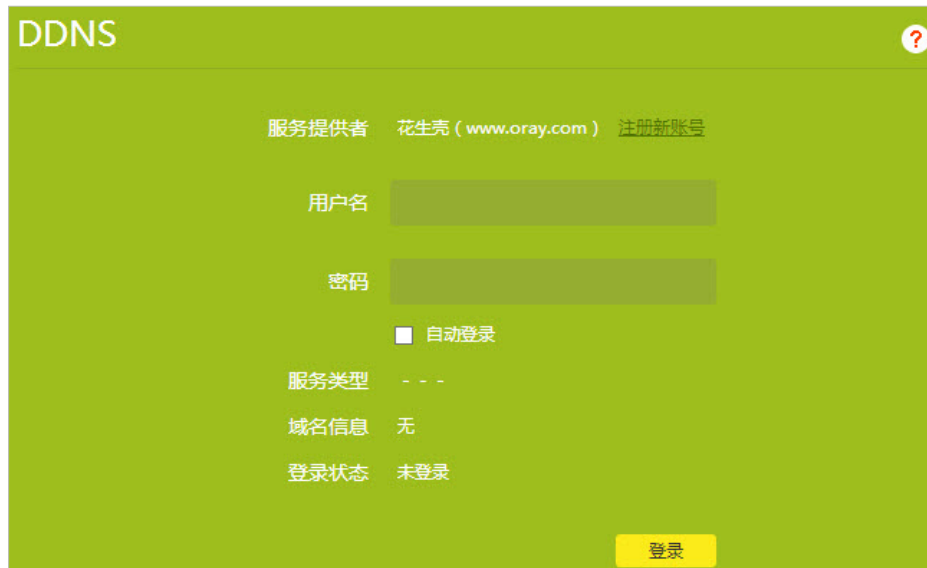 DDNS
?
服务提供者 花生壳 ( www.oray.com ) 注册新账号
用户名
密码
自动登录
服务类型 - - -
域名信息 无
登录状态 未登录
登录